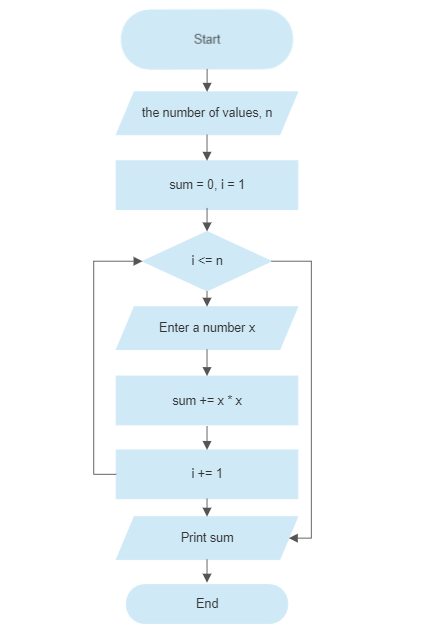 Start
the number of values, n
sum = 0, i = 1
i <= n
Enter a number x
sum += x * x
i += 1
Print sum
End